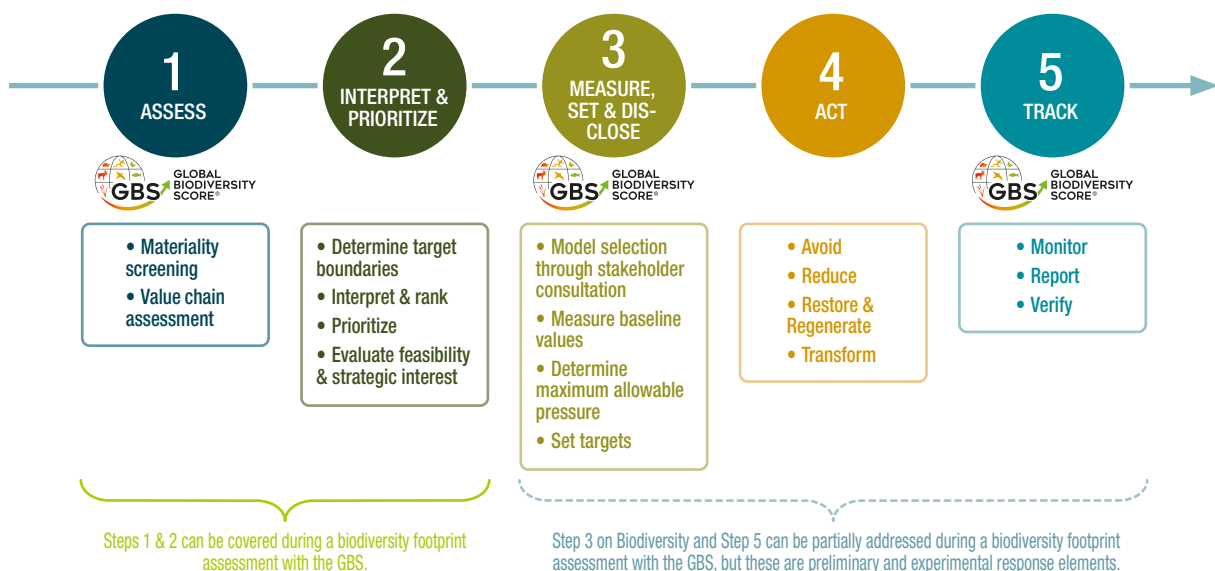 1
ASSESS
2
INTERPRET &
PRIORITIZE
3
MEASURE,
SET & DIS-
CLOSE
4
ACT
5
TRACK
GBS
GLOBAL
BIODIVERSITY
SCORE®
GBS
GLOBAL
BIODIVERSITY
SCORE®
GBS
GLOBAL
BIODIVERSITY
SCORE®
• Materiality
screening
• Value chain
assessment
• Determine target
boundaries
• Interpret & rank
• Prioritize
• Evaluate feasibility
& strategic interest
• Model selection
through stakeholder
consultation
• Measure baseline
values
• Determine
maximum allowable
pressure
• Set targets
• Avoid
• Reduce
• Restore &
Regenerate
• Transform
• Monitor
• Report
• Verify
Steps 1 & 2 can be covered during a biodiversity footprint
assessment with the GBS.
Step 3 on Biodiversity and Step 5 can be partially addressed during a biodiversity footprint
assessment with the GBS, but these are preliminary and experimental response elements.